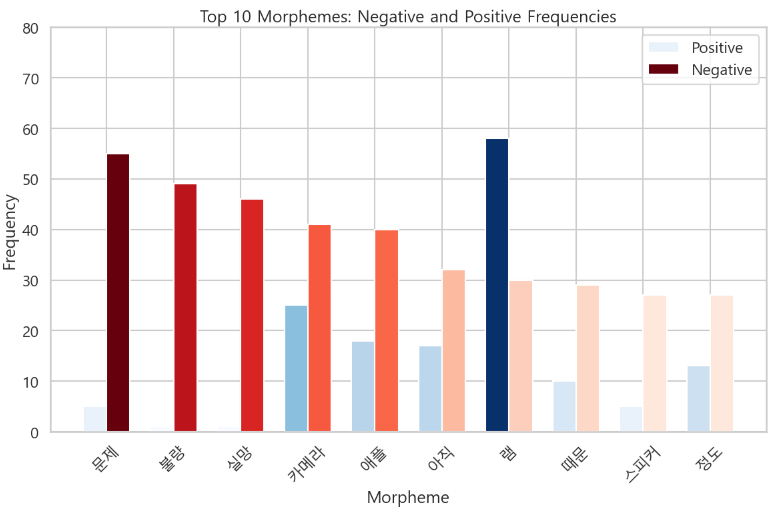 Top 10 Morphemes: Negative and Positive Frequencies
Positive
Negative
Frequency
80
70
60
50
40
30
20
10
0
문제
불량
실망
카메라
애플
아직
램
때문
스피커
정도
Morpheme